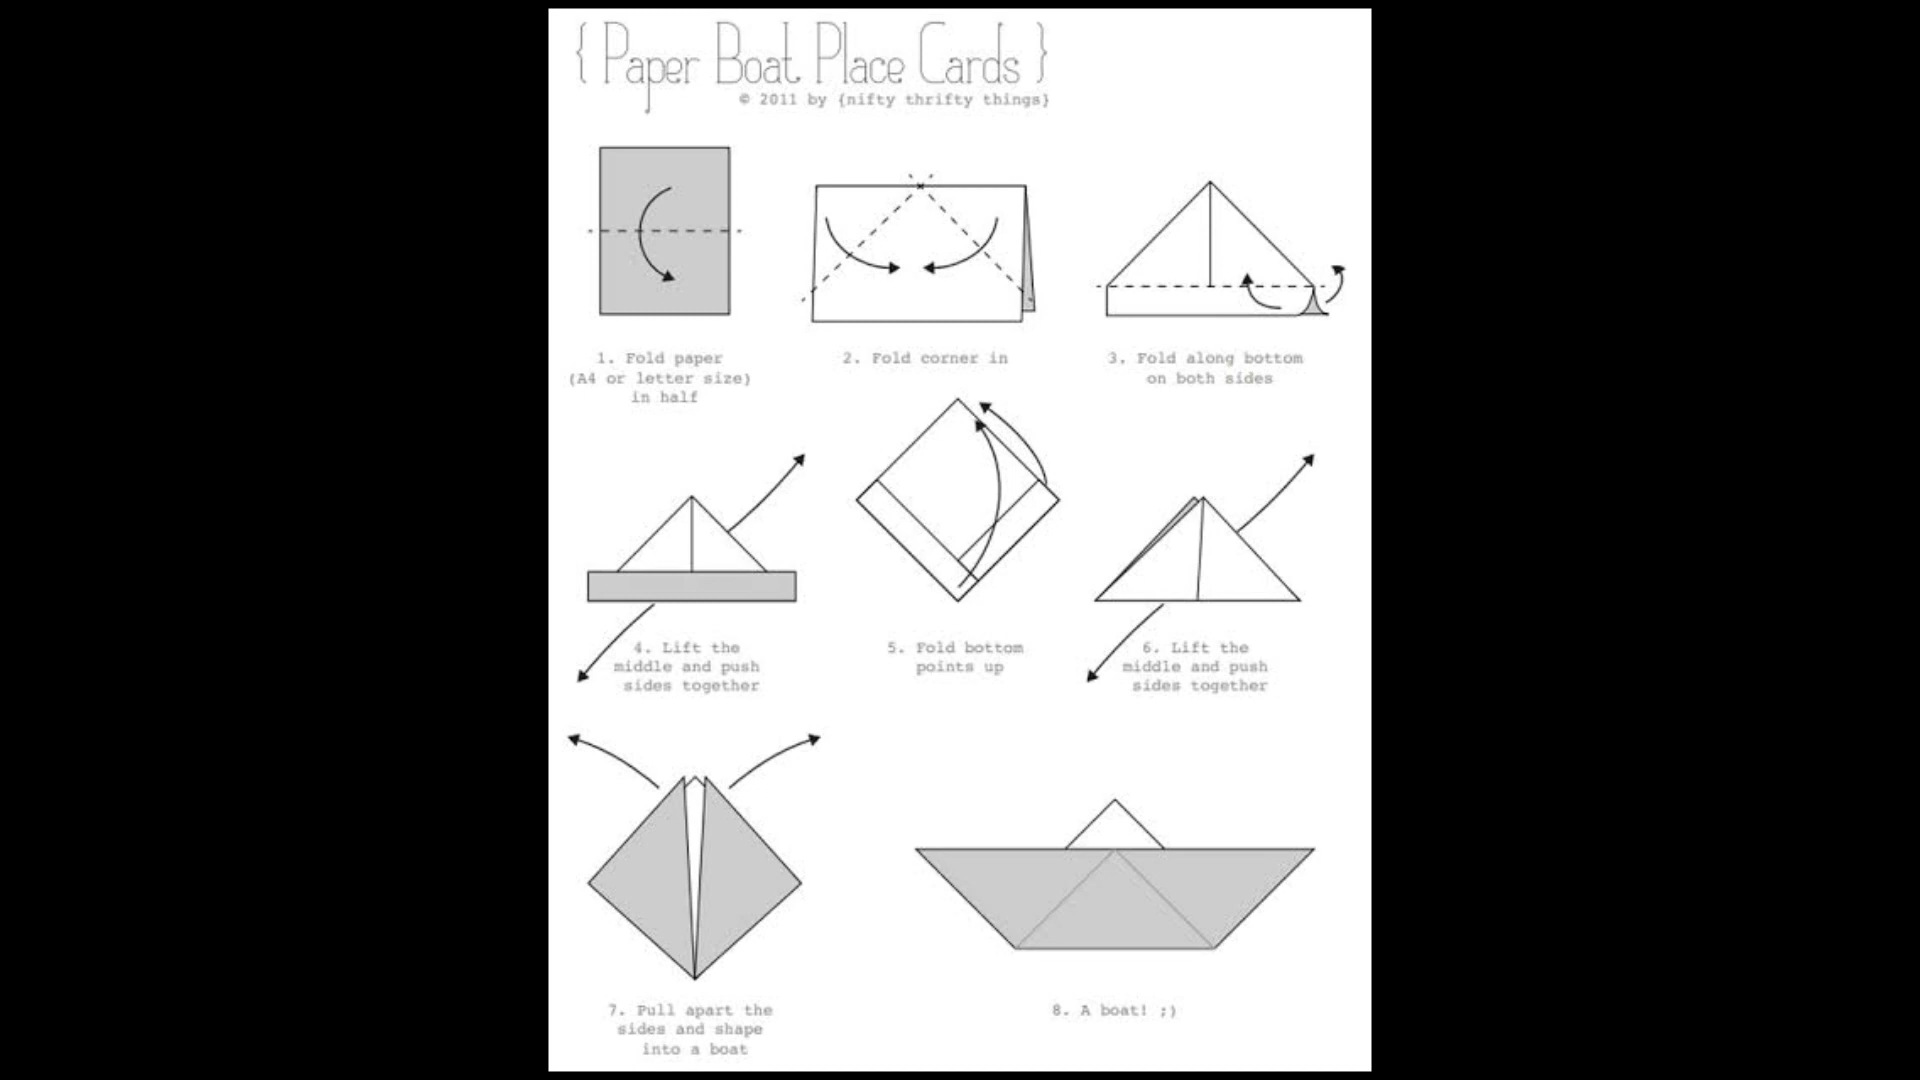 { Paper Boat Place Cards }
© 2011 by {nifty thrifty things}
1. Fold paper
(A4 or letter size)
in half
2. Fold corner in
3. Fold along bottom
on both sides
4. Lift the
middle and push
sides together
5. Fold bottom
points up
6. Lift the
middle and push
sides together
7. Pull apart the
sides and shape
into a boat
8. A boat! ;)